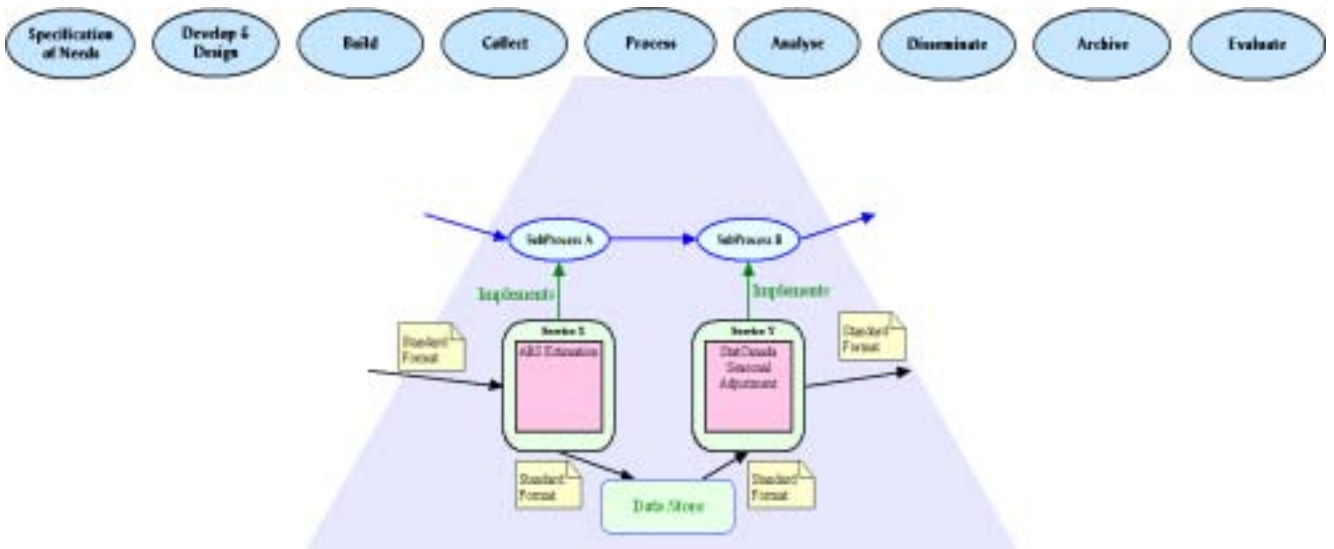 Specification
of Needs
Develop &
Design
Build
Collect
Process
Analyse
Disseminate
Archive
Evaluate
SubProcess A
SubProcess B
Implements
Implements
Standard
Format
Service X
ABS Estimation
Service Y
StatCanada
Seasonal
Adjustment
Standard
Format
Standard
Format
Data Store
Standard
Format